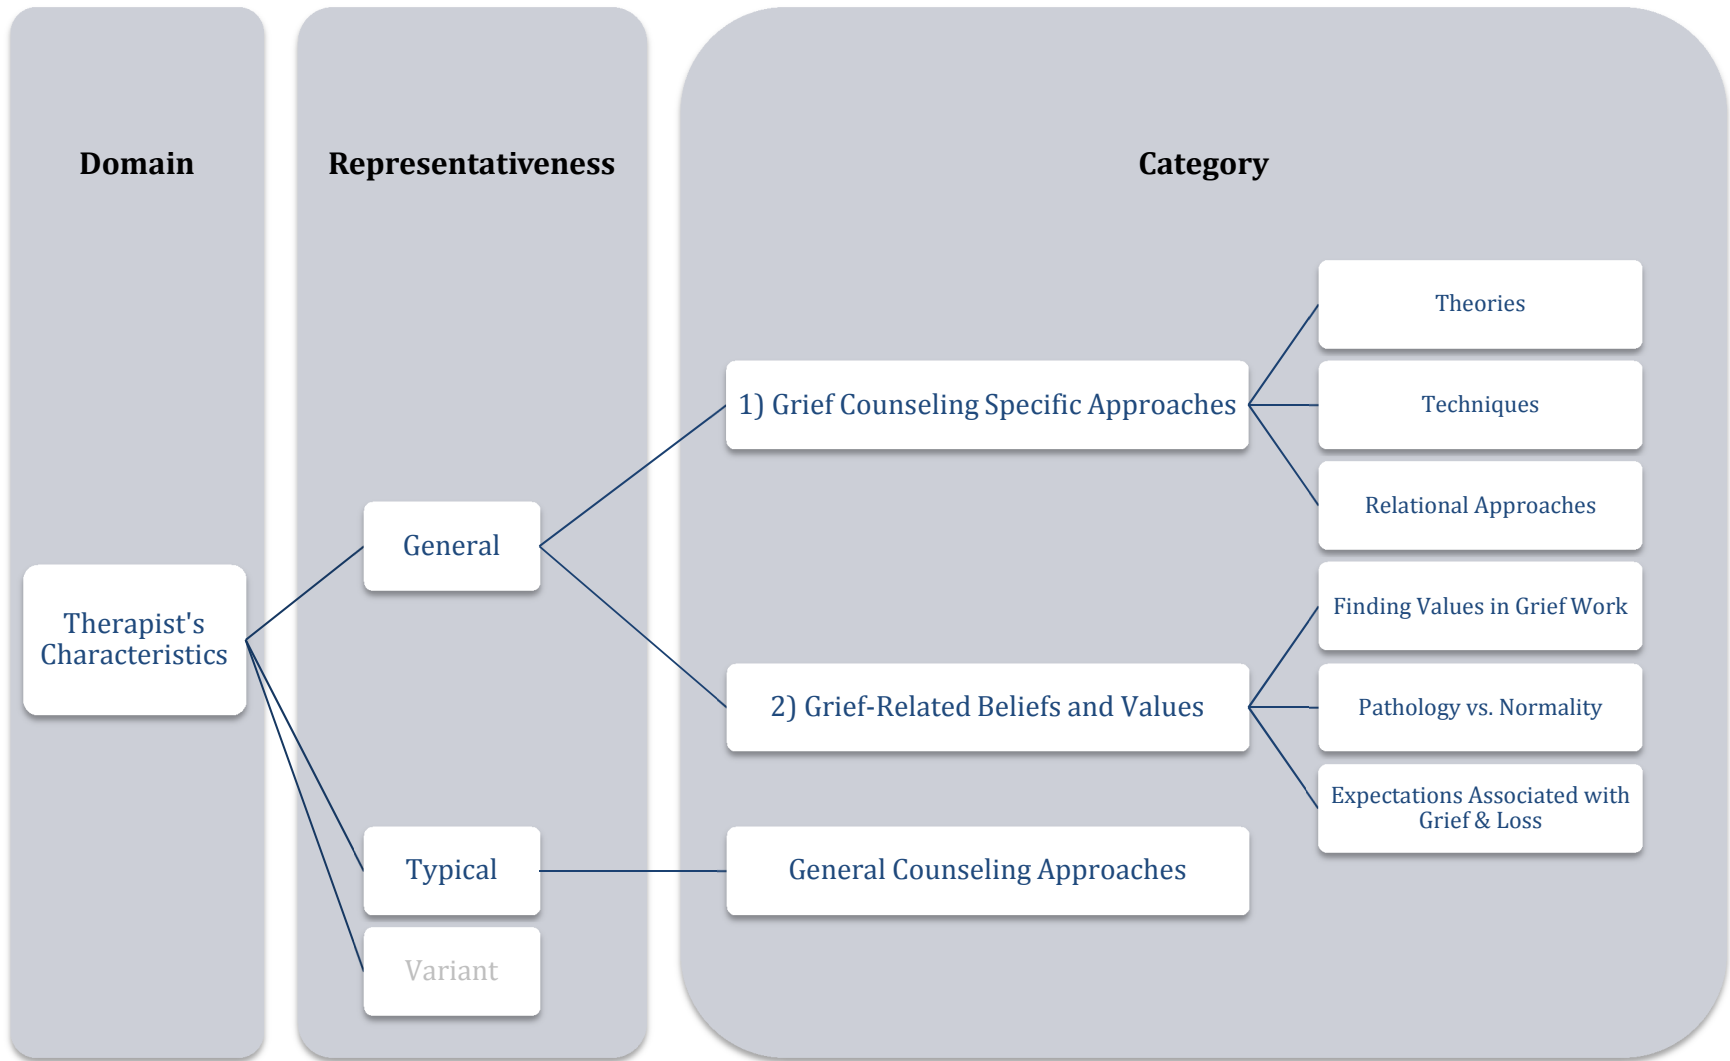 Domain
Representativeness
Category
Therapist's
Characteristics
General
Typical
Variant
1) Grief Counseling Specific Approaches
2) Grief-Related Beliefs and Values
General Counseling Approaches
Theories
Techniques
Relational Approaches
Finding Values in Grief Work
Pathology vs. Normality
Expectations Associated with
Grief & Loss